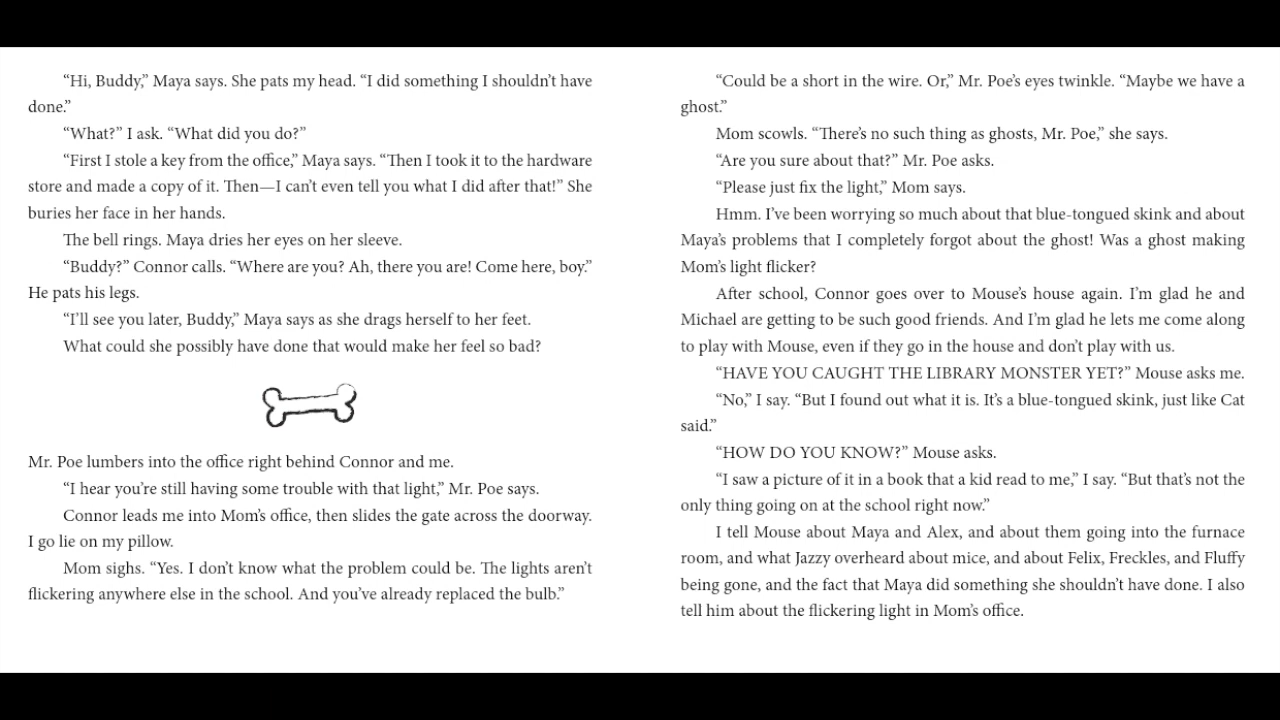 “Hi, Buddy,” Maya says. She pats my head. “I did something I shouldn’t have
done.”
“What?” I ask. “What did you do?”
“First I stole a key from the office,” Maya says. “Then I took it to the hardware
store and made a copy of it. Then—I can’t even tell you what I did after that!” She
buries her face in her hands.
The bell rings. Maya dries her eyes on her sleeve.
“Buddy?” Connor calls. “Where are you? Ah, there you are! Come here, boy.”
He pats his legs.
“I’ll see you later, Buddy,” Maya says as she drags herself to her feet.
What could she possibly have done that would make her feel so bad?
Mr. Poe lumbers into the office right behind Connor and me.
“I hear you’re still having some trouble with that light,” Mr. Poe says.
Connor leads me into Mom’s office, then slides the gate across the doorway.
I go lie on my pillow.
Mom sighs. “Yes. I don’t know what the problem could be. The lights aren’t
flickering anywhere else in the school. And you’ve already replaced the bulb.”
“Could be a short in the wire. Or,” Mr. Poe’s eyes twinkle. “Maybe we have a
ghost.”
Mom scowls. “There’s no such thing as ghosts, Mr. Poe,” she says.
“Are you sure about that?” Mr. Poe asks.
“Please just fix the light,” Mom says.
Hmm. I’ve been worrying so much about that blue-tongued skink and about
Maya’s problems that I completely forgot about the ghost! Was a ghost making
Mom’s light flicker?
After school, Connor goes over to Mouse’s house again. I’m glad he and
Michael are getting to be such good friends. And I’m glad he lets me come along
to play with Mouse, even if they go in the house and don’t play with us.
“HAVE YOU CAUGHT THE LIBRARY MONSTER YET?” Mouse asks me.
“No,” I say. “But I found out what it is. It’s a blue-tongued skink, just like Cat
said.”
“HOW DO YOU KNOW?” Mouse asks.
“I saw a picture of it in a book that a kid read to me,” I say. “But that’s not the
only thing going on at the school right now.”
I tell Mouse about Maya and Alex, and about them going into the furnace
room, and what Jazzy overheard about mice, and about Felix, Freckles, and Fluffy
being gone, and the fact that Maya did something she shouldn’t have done. I also
tell him about the flickering light in Mom’s office.